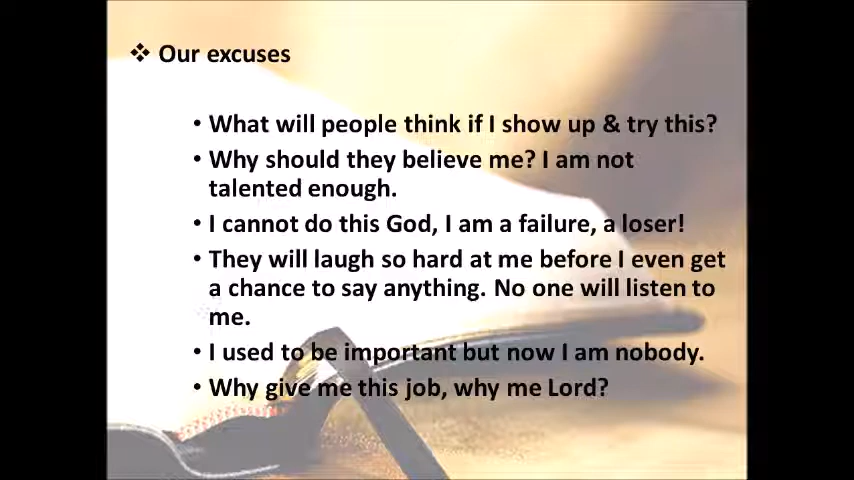 ❖ Our excuses
• What will people think if I show up & try this?
• Why should they believe me? I am not
talented enough.
• I cannot do this God, I am a failure, a loser!
• They will laugh so hard at me before I even get
a chance to say anything. No one will listen to
me.
• I used to be important but now I am nobody.
• Why give me this job, why me Lord?